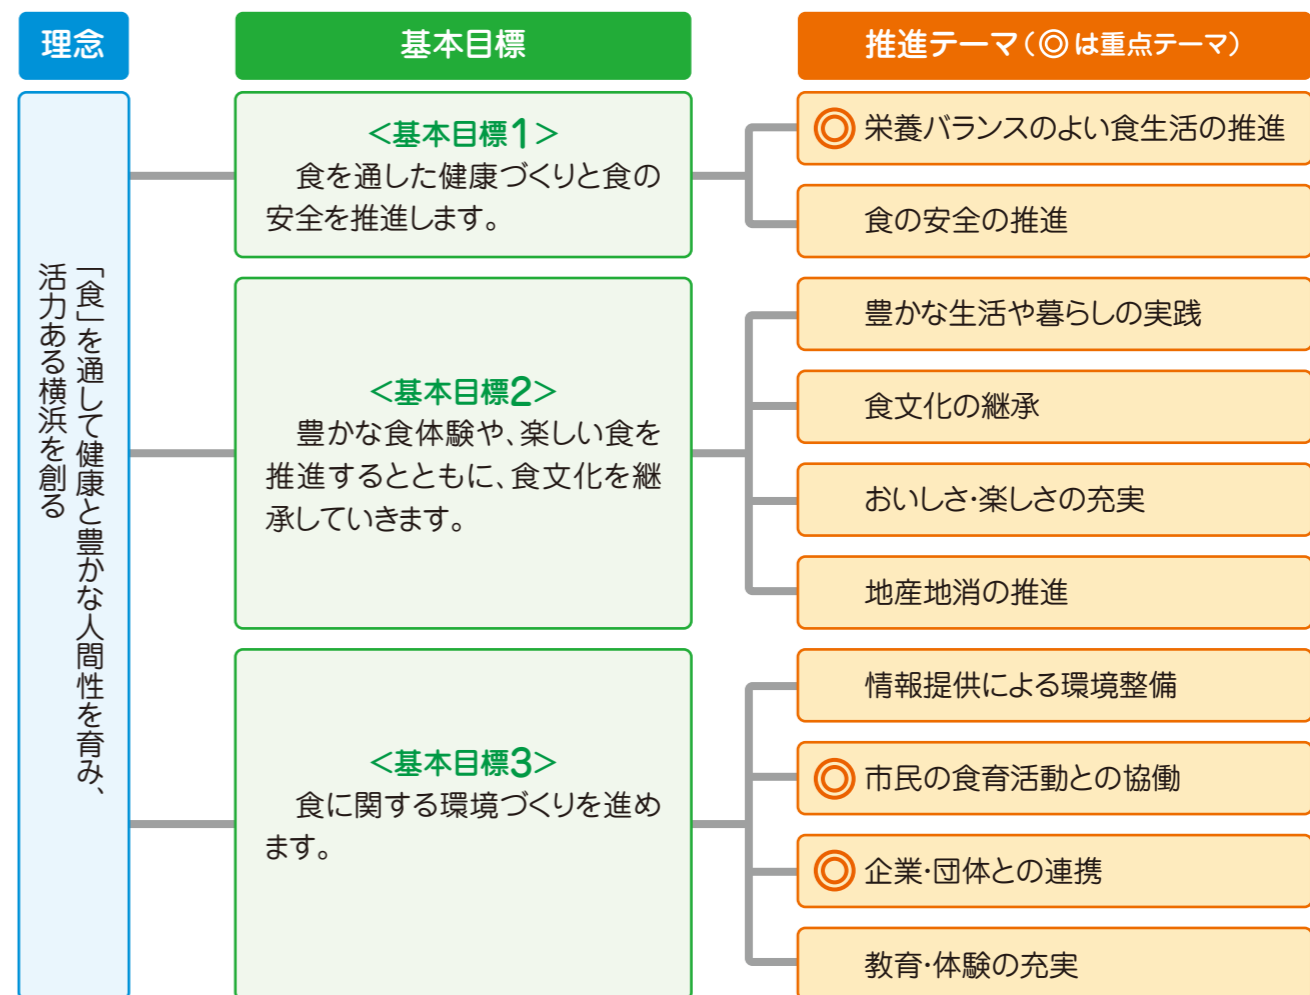 理念
基本目標
推進テーマ(◎は重点テーマ)
「食」を通して健康と豊かな人間性を育み、
活力ある横浜を創る
<基本目標1>
食を通した健康づくりと食の
安全を推進します。
◎ 栄養バランスのよい食生活の推進
食の安全の推進
<基本目標2>
豊かな食体験や、楽しい食を
推進するとともに、食文化を継
承していきます。
豊かな生活や暮らしの実践
食文化の継承
おいしさ・楽しさの充実
地産地消の推進
<基本目標3>
食に関する環境づくりを進め
ます。
情報提供による環境整備
◎ 市民の食育活動との協働
◎ 企業・団体との連携
教育・体験の充実